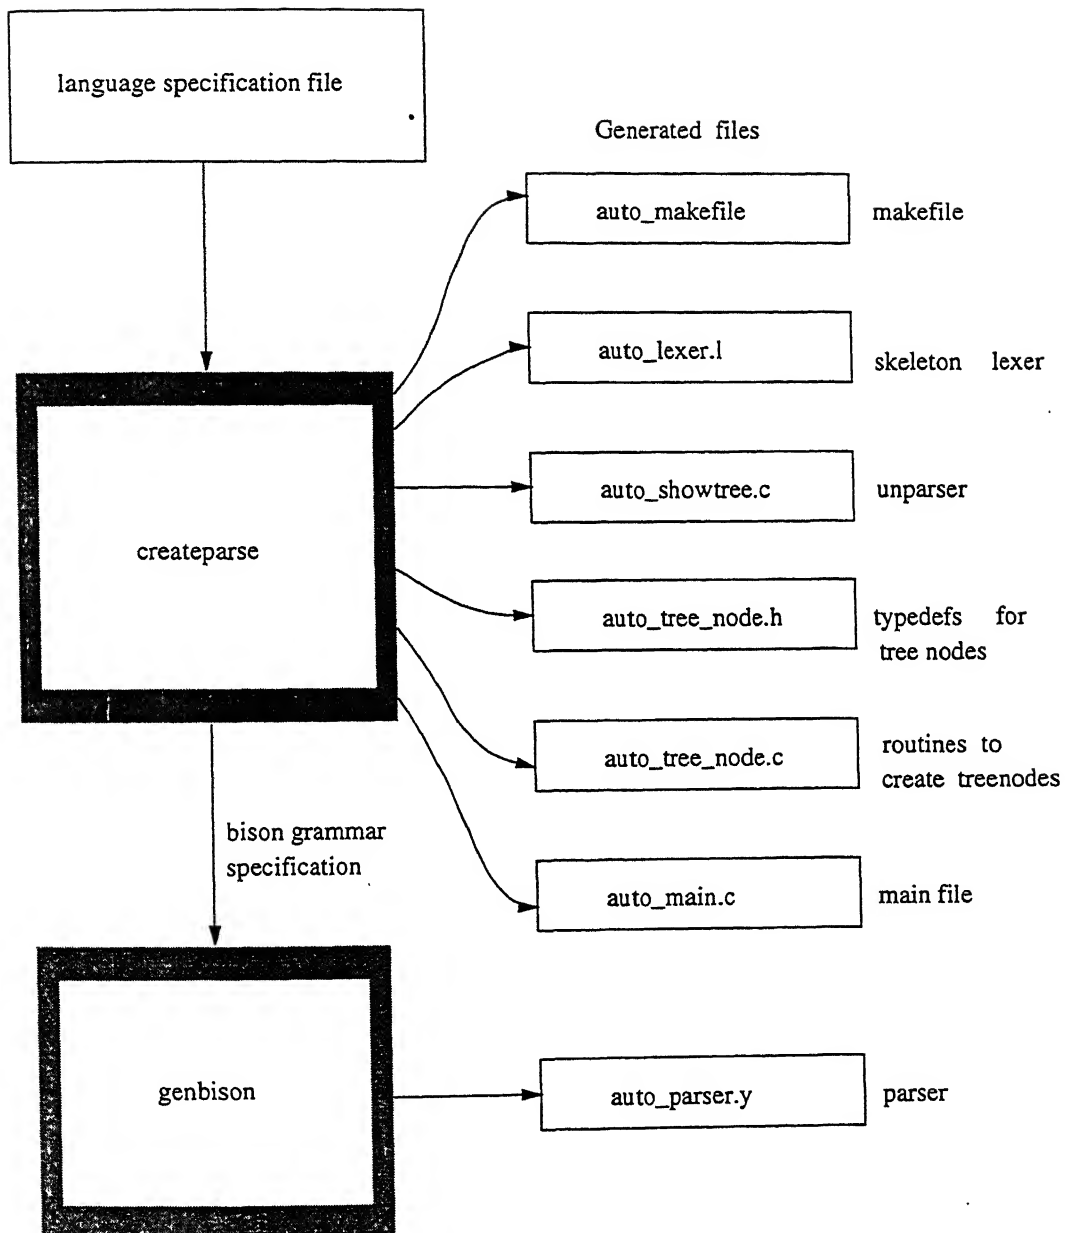 language specification file
Generated files
auto_makefile
makefile
auto_lexer.l
skeleton lexer
auto_showtree.c
unparser
createparse
auto_tree_node.h
typedefs for
tree nodes
auto_tree_node.c
routines to
create treenodes
bison grammar
specification
auto_main.c
main file
genbison
auto_parser.y
parser